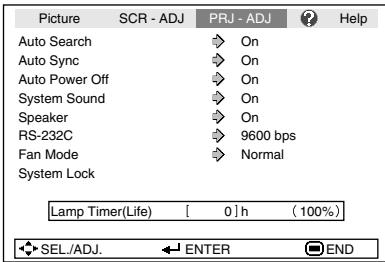 Picture SCR - ADJ PRJ - ADJ ? Help
Auto Search On
Auto Sync On
Auto Power Off On
System Sound On
Speaker On
RS-232C 9600 bps
Fan Mode Normal
System Lock
Lamp Timer(Life) [ 0 ] h ( 100% )
SEL./ADJ. ENTER END